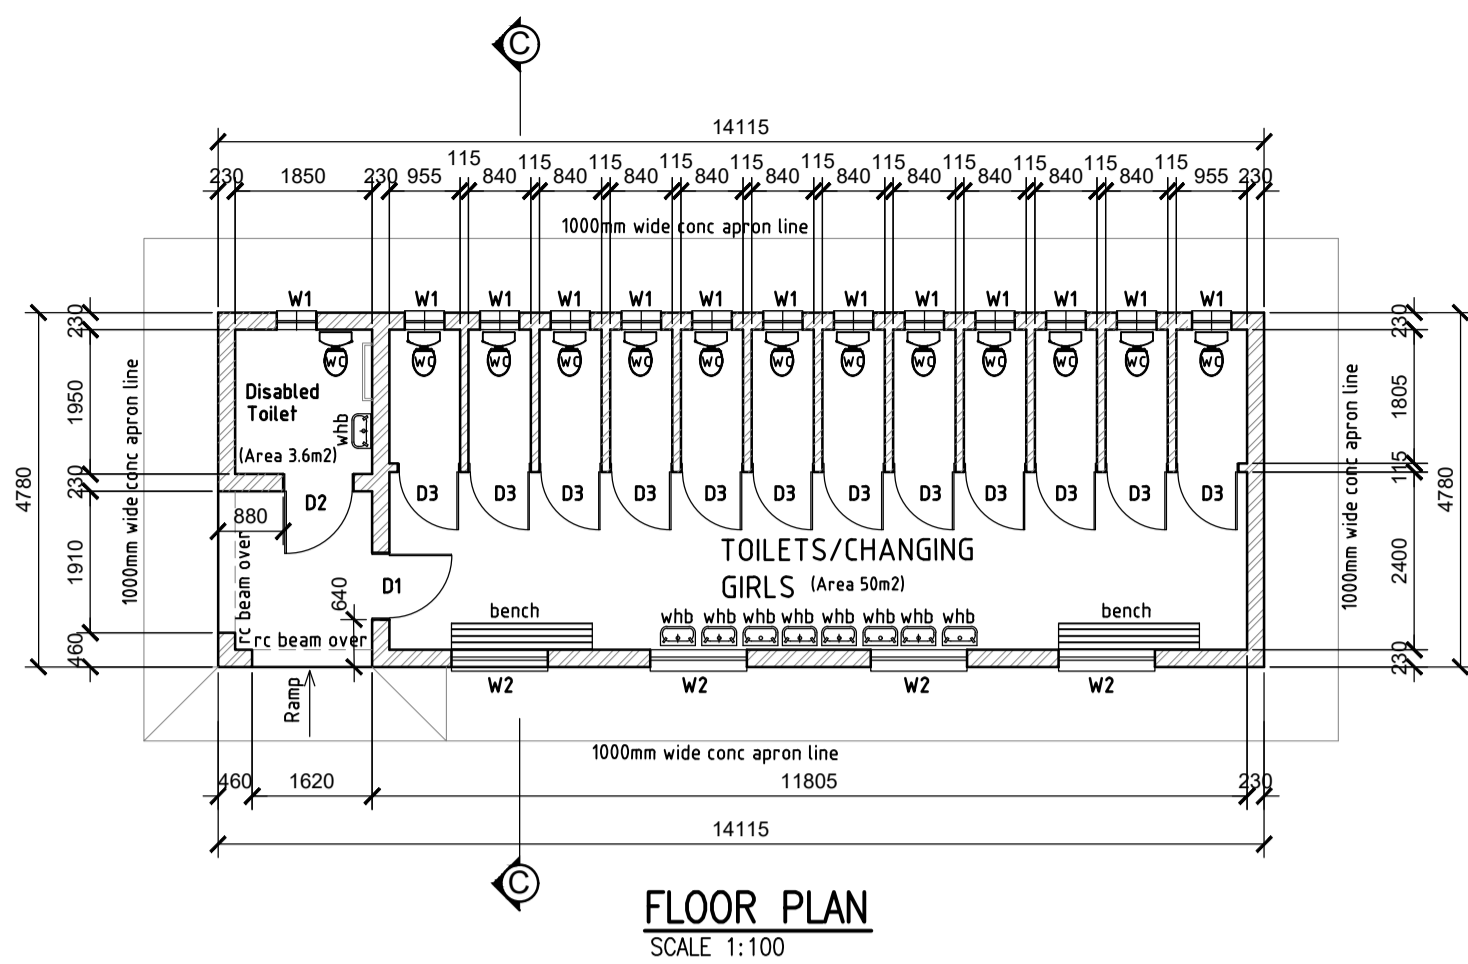 C
14115
115 115 115 115 115 115 115 115 115 115 115
230 1850 230 955 840 840 840 840 840 840 840 840 840 840 955 230
1000mm wide conc apron line
W1 W1 W1 W1 W1 W1 W1 W1 W1 W1 W1 W1 W1
WC WC WC WC WC WC WC WC WC WC WC WC WC
4780
230
1950
230
1910
460
1000mm wide conc apron line
Disabled
Toilet
whb
(Area 3.6m2)
D2
880
D3 D3 D3 D3 D3 D3 D3 D3 D3 D3 D3 D3
TOILETS/CHANGING
GIRLS (Area 50m2)
D1
640
rc beam over
rc beam over
bench
whb whb whb whb whb whb whb whb
bench
Ramp
W2 W2 W2 W2
1000mm wide conc apron line
230
1805
115
2400
230
4780
1000mm wide conc apron line
460 1620 11805 230
14115
C
FLOOR PLAN
SCALE 1:100